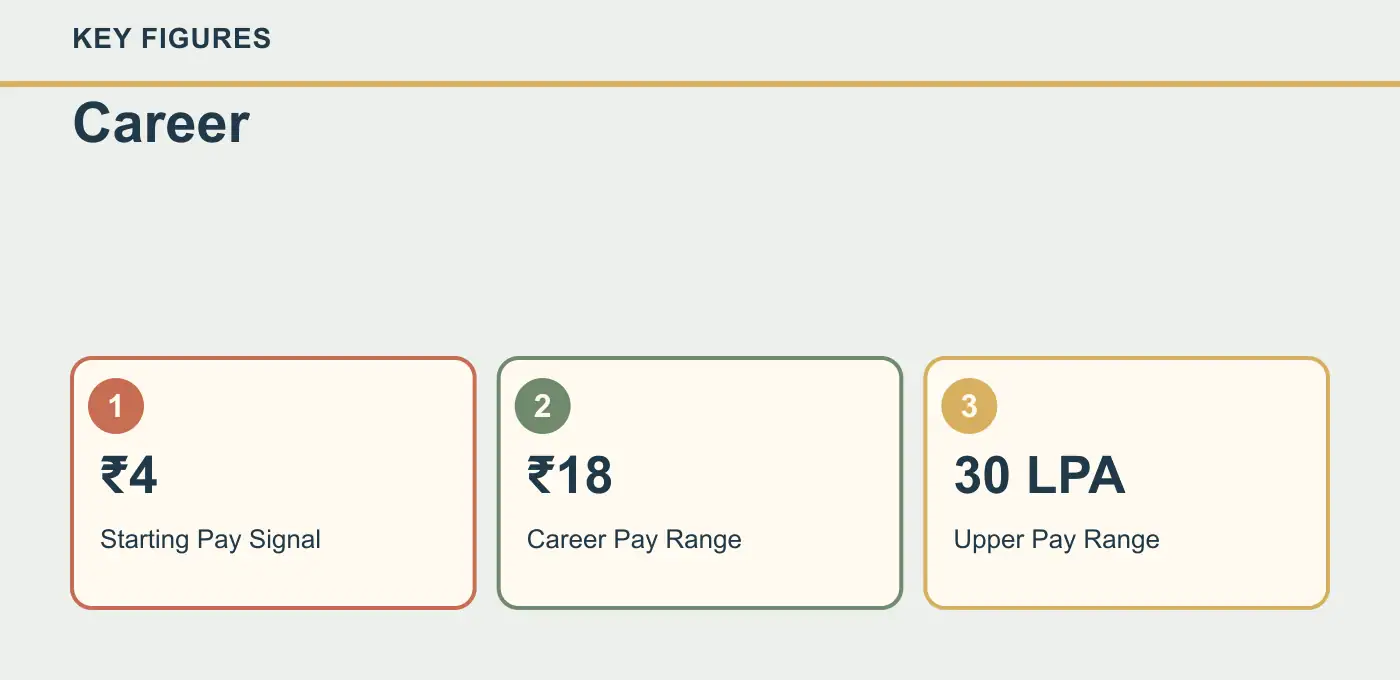 KEY FIGURES
Career
1
₹4
Starting Pay Signal
2
₹18
Career Pay Range
3
30 LPA
Upper Pay Range